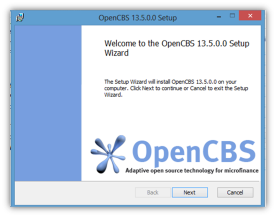 OpenCBS 13.5.0.0 Setup
Welcome to the OpenCBS 13.5.0.0 Setup
Wizard
The Setup Wizard will install OpenCBS 13.5.0.0 on your
computer. Click Next to continue or Cancel to exit the Setup
Wizard.
OpenCBS
Adaptive open source technology for microfinance
Back Next Cancel